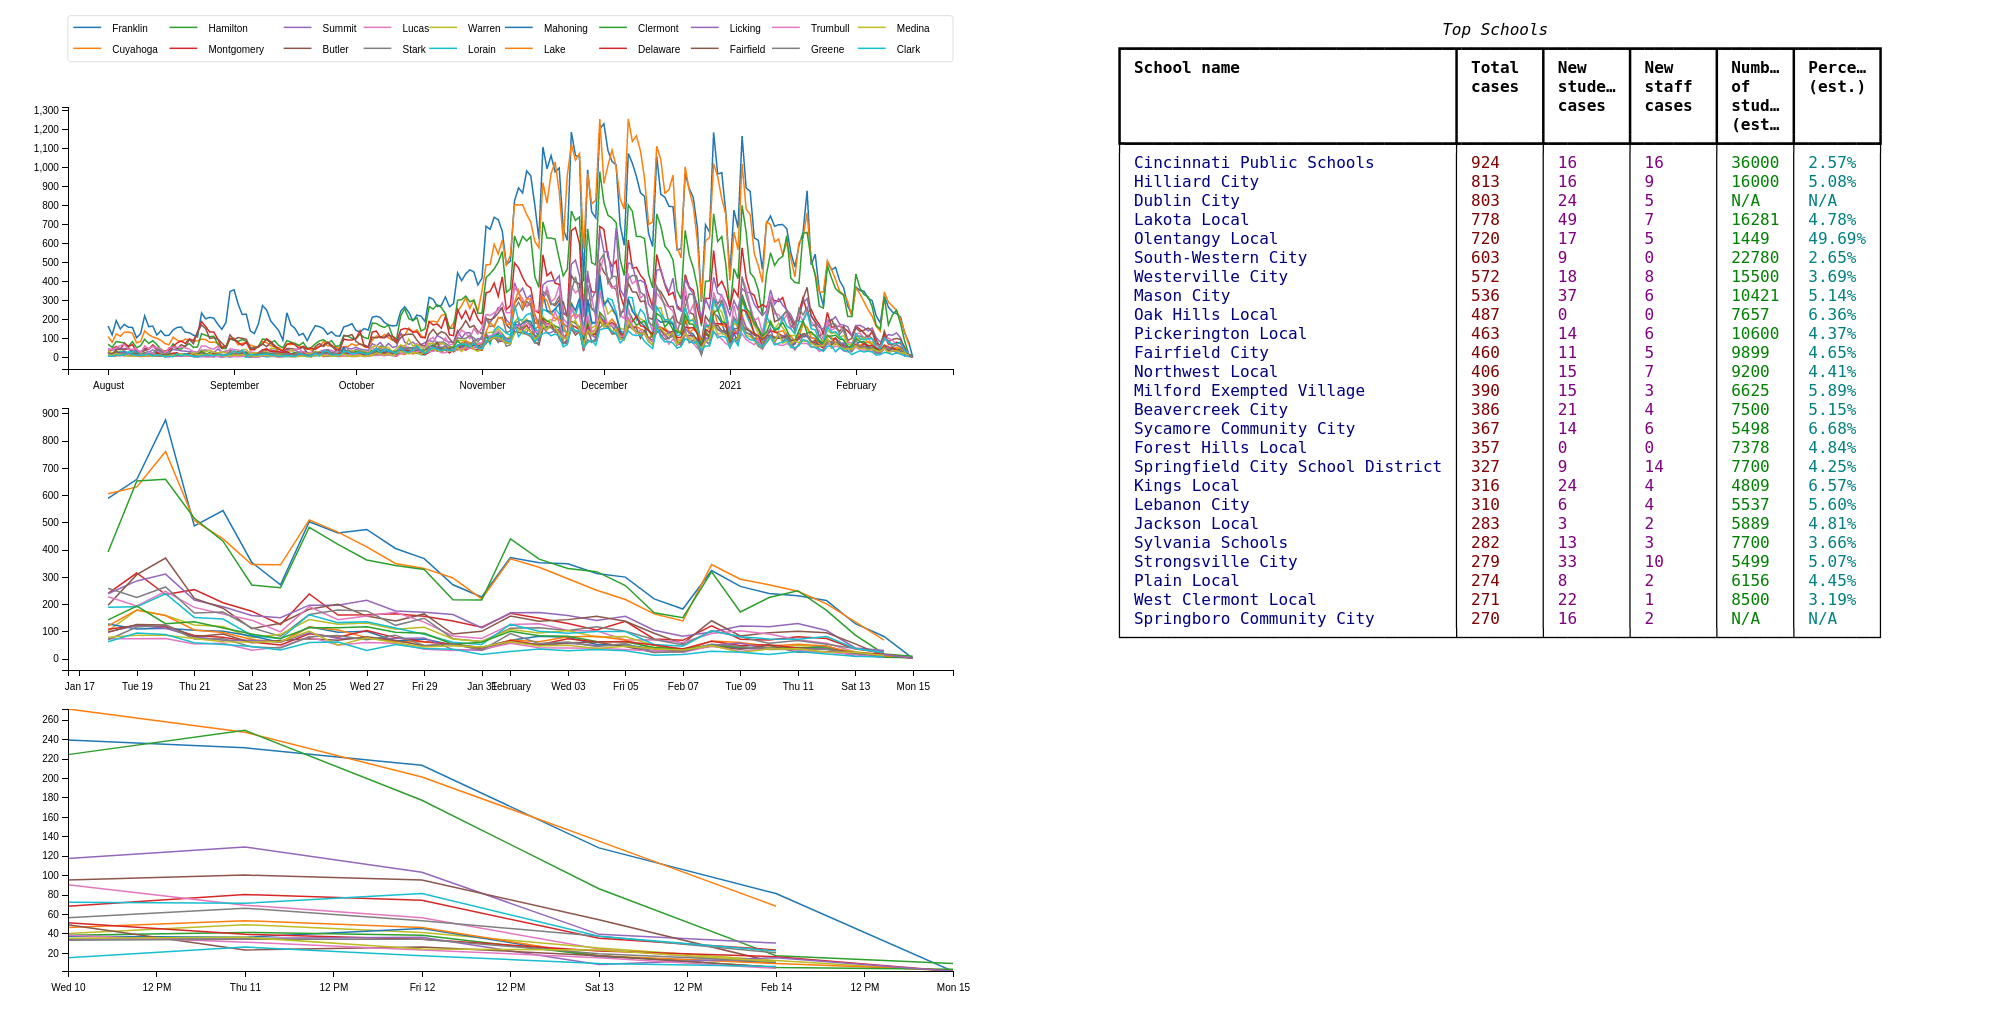 Franklin Hamilton Summit Lucas Warren Mahoning Clermont Licking Trumbull Medina
Cuyahoga Montgomery Butler Stark Lorain Lake Delaware Fairfield Greene Clark
1,300
1,200
1,100
1,000
900
800
700
600
500
400
300
200
100
0
August September October November December 2021 February
900
800
700
600
500
400
300
200
100
0
Jan 17 Tue 19 Thu 21 Sat 23 Mon 25 Wed 27 Fri 29 Jan 31 February Wed 03 Fri 05 Feb 07 Tue 09 Thu 11 Sat 13 Mon 15
260
240
220
200
180
160
140
120
100
80
60
40
20
Wed 10 12 PM Thu 11 12 PM Fri 12 12 PM Sat 13 12 PM Feb 14 12 PM Mon 15
Top Schools
School name Total New New Numb… Perce…
cases stude… staff of (est.)
cases cases stud…
(est…
Cincinnati Public Schools 924 16 16 36000 2.57%
Hilliard City 813 16 9 16000 5.08%
Dublin City 803 24 5 N/A N/A
Lakota Local 778 49 7 16281 4.78%
Olentangy Local 720 17 5 1449 49.69%
South-Western City 603 9 0 22780 2.65%
Westerville City 572 18 8 15500 3.69%
Mason City 536 37 6 10421 5.14%
Oak Hills Local 487 0 0 7657 6.36%
Pickerington Local 463 14 6 10600 4.37%
Fairfield City 460 11 5 9899 4.65%
Northwest Local 406 15 7 9200 4.41%
Milford Exempted Village 390 15 3 6625 5.89%
Beavercreek City 386 21 4 7500 5.15%
Sycamore Community City 367 14 6 5498 6.68%
Forest Hills Local 357 0 0 7378 4.84%
Springfield City School District 327 9 14 7700 4.25%
Kings Local 316 24 4 4809 6.57%
Lebanon City 310 6 4 5537 5.60%
Jackson Local 283 3 2 5889 4.81%
Sylvania Schools 282 13 3 7700 3.66%
Strongsville City 279 33 10 5499 5.07%
Plain Local 274 8 2 6156 4.45%
West Clermont Local 271 22 1 8500 3.19%
Springboro Community City 270 16 2 N/A N/A